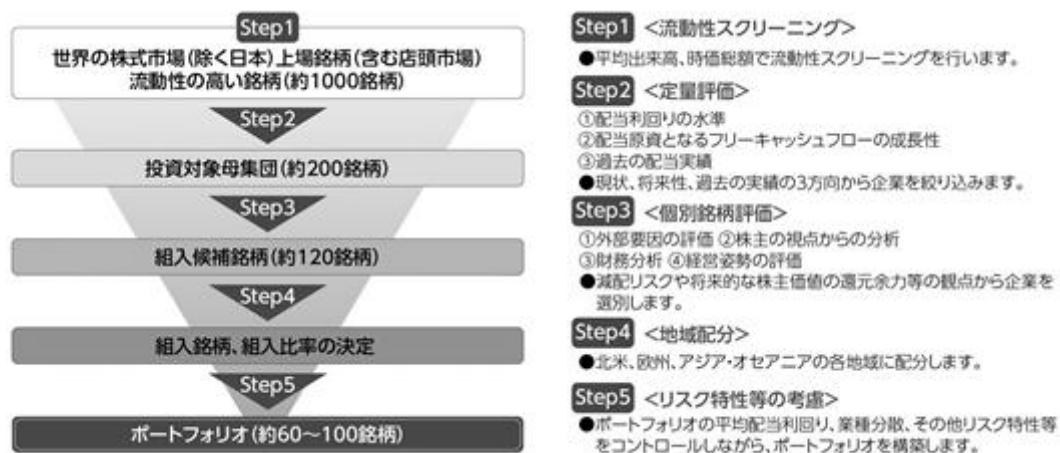 Step1
世界の株式市場(除く日本)上場銘柄(含む店頭市場)
流動性の高い銘柄(約1000銘柄)
Step2
投資対象母集団(約200銘柄)
Step3
組入候補銘柄(約120銘柄)
Step4
組入銘柄、組入比率の決定
Step5
ポートフォリオ(約60〜100銘柄)
Step1 <流動性スクリーニング>
●平均出来高、時価総額で流動性スクリーニングを行います。
Step2 <定量評価>
①配当利回りの水準
②配当原資となるフリーキャッシュフローの成長性
③過去の配当実績
●現状、将来性、過去の実績の3方向から企業を絞り込みます。
Step3 <個別銘柄評価>
①外部要因の評価 ②株主の視点からの分析
③財務分析 ④経営姿勢の評価
●減配リスクや将来的な株主価値の還元余力等の観点から企業を
選別します。
Step4 <地域配分>
●北米、欧州、アジア・オセアニアの各地域に配分します。
Step5 <リスク特性等の考慮>
●ポートフォリオの平均配当利回り、業種分散、その他リスク特性等
をコントロールしながら、ポートフォリオを構築します。